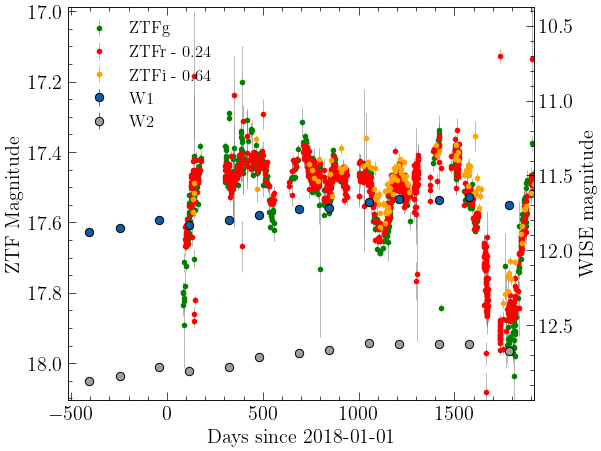 17.0
17.2
17.4
17.6
17.8
18.0
ZTF Magnitude
ZTFg
ZTFr - 0.24
ZTFi - 0.64
W1
W2
10.5
11.0
11.5
12.0
12.5
WISE magnitude
−500
0
500
1000
1500
Days since 2018-01-01